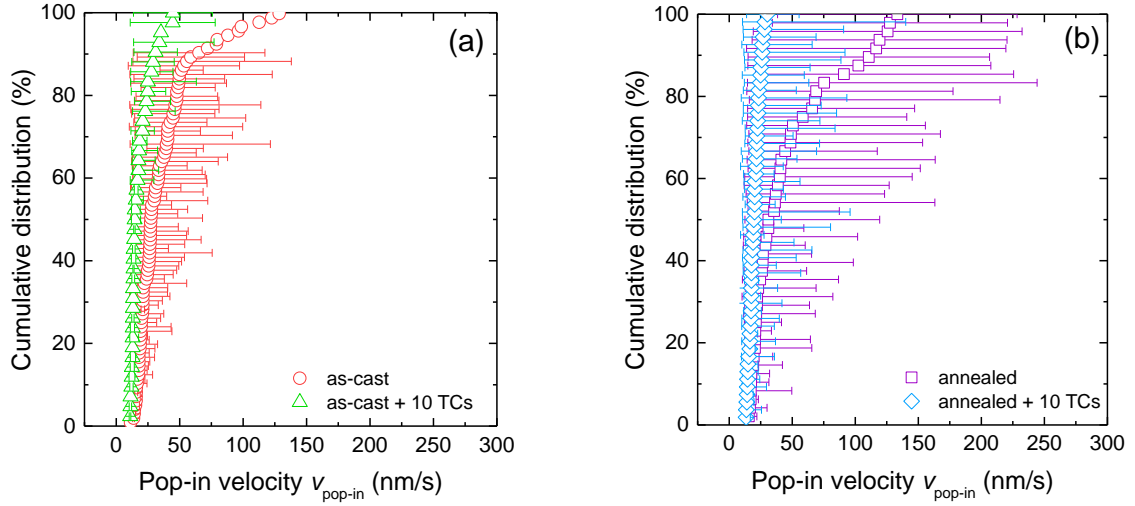 (a)
100
80
60
40
20
0
Cumulative distribution (%)
as-cast
as-cast + 10 TCs
0 50 100 150 200 250 300
Pop-in velocity v_pop-in (nm/s)
(b)
100
80
60
40
20
0
Cumulative distribution (%)
annealed
annealed + 10 TCs
0 50 100 150 200 250 300
Pop-in velocity v_pop-in (nm/s)